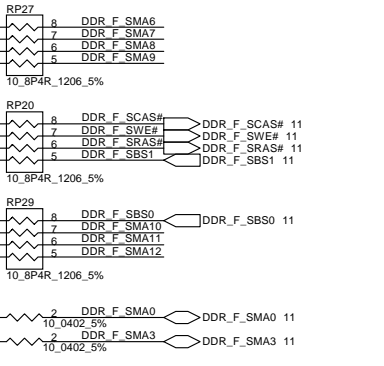 RP27
8 DDR_F_SMA6
7 DDR_F_SMA7
6 DDR_F_SMA8
5 DDR_F_SMA9
10_8P4R_1206_5%
RP20
8 DDR_F_SCAS# DDR_F_SCAS# 11
7 DDR_F_SWE# DDR_F_SWE# 11
6 DDR_F_SRAS# DDR_F_SRAS# 11
5 DDR_F_SBS1 DDR_F_SBS1 11
10_8P4R_1206_5%
RP29
8 DDR_F_SBS0 DDR_F_SBS0 11
7 DDR_F_SMA10
6 DDR_F_SMA11
5 DDR_F_SMA12
10_8P4R_1206_5%
2 DDR_F_SMA0 DDR_F_SMA0 11
10_0402_5%
2 DDR_F_SMA3 DDR_F_SMA3 11
10_0402_5%